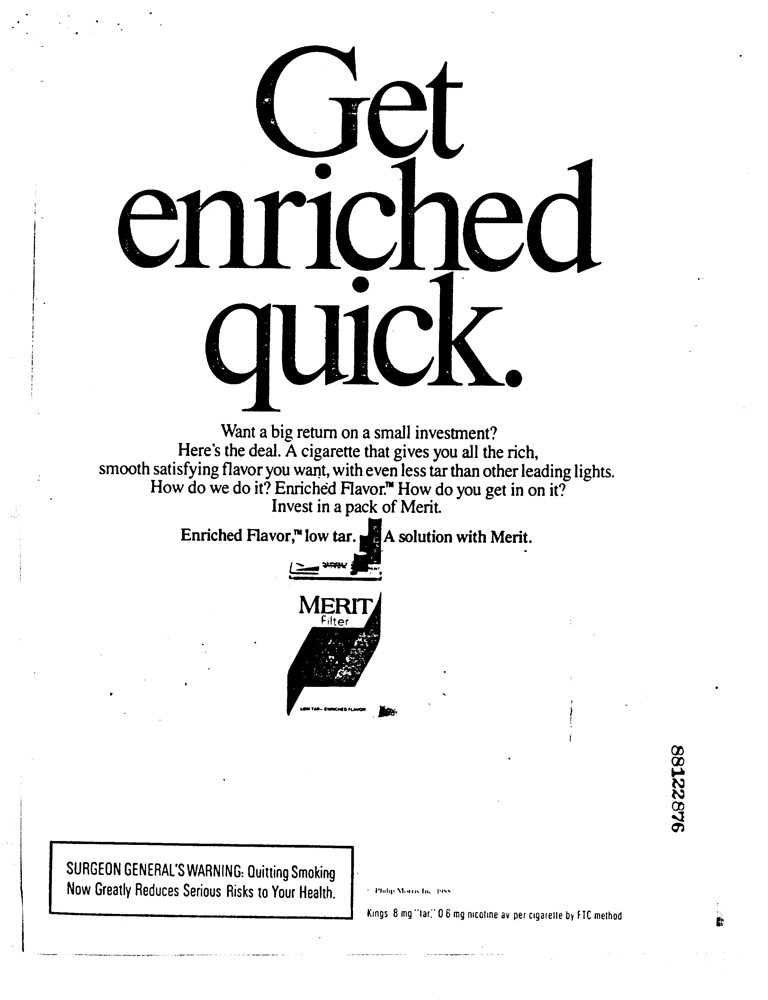 Get
enriched
quick.
Want a big return on a small investment?
Here's the deal. A cigarette that gives you all the rich,
smooth satisfying flavor you want, with even less tar than other leading lights.
How do we do it? Enriched Flavor.™ How do you get in on it?
Invest in a pack of Merit.
Enriched Flavor,™ low tar. A solution with Merit.
MERIT
Filter
LOW TAR - ENRICHED FLAVOR
88122876
SURGEON GENERAL'S WARNING: Quitting Smoking
Now Greatly Reduces Serious Risks to Your Health.
Philip Morris Inc. 1988
Kings 8 mg "tar," 0 6 mg nicotine av per cigarette by FTC method